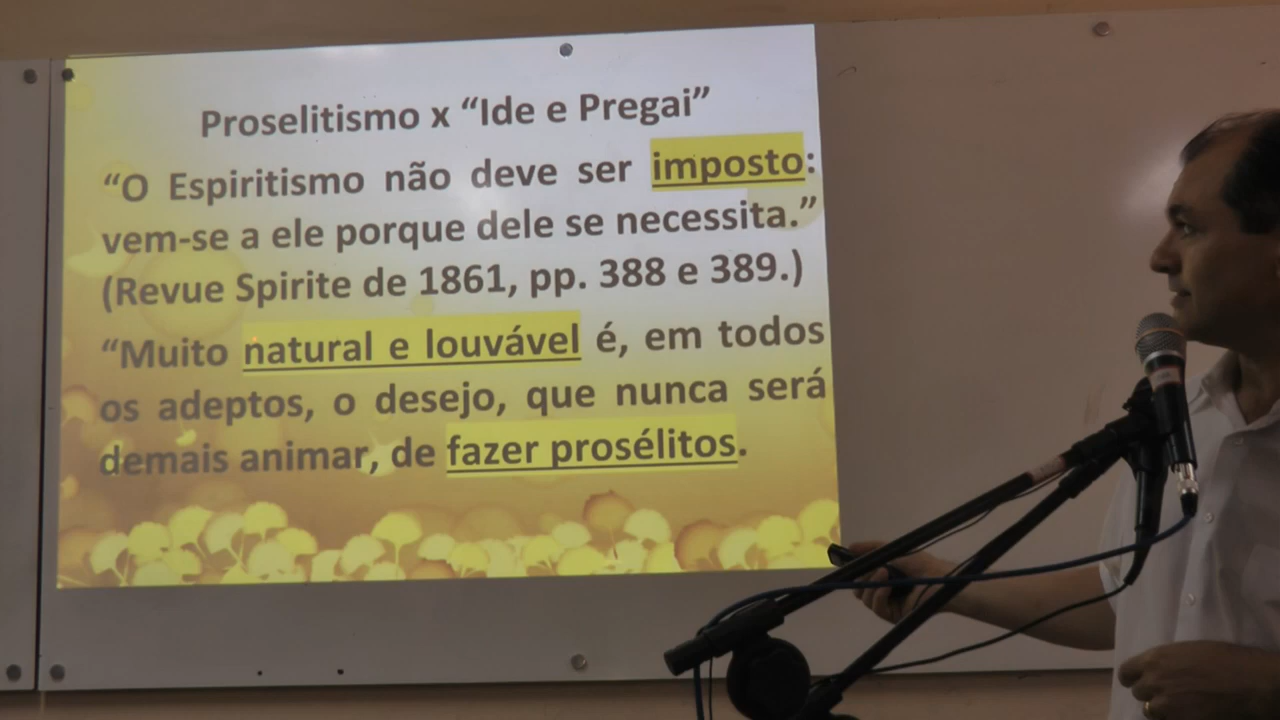 Proselitismo x “Ide e Pregai”
“O Espiritismo não deve ser imposto:
vem-se a ele porque dele se necessita.”
(Revue Spirite de 1861, pp. 388 e 389.)
“Muito natural e louvável é, em todos
os adeptos, o desejo, que nunca será
demais animar, de fazer prosélitos.